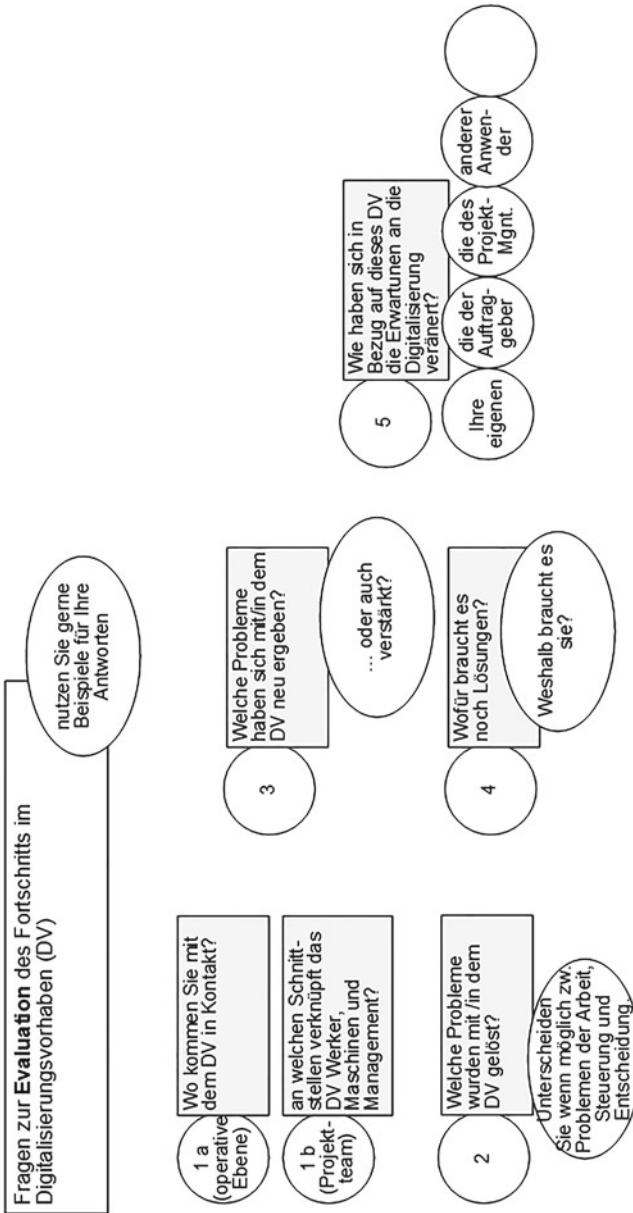 Fragen zur Evaluation des Fortschritts im
Digitalisierungsvorhaben (DV)
nutzen Sie gerne
Beispiele für Ihre
Antworten
1 a
(operative
Ebene)
Wo kommen Sie mit
dem DV in Kontakt?
1 b
(Projekt-
team)
an welchen Schnitt-
stellen verknüpft das
DV Werker,
Maschinen und
Management?
2
Welche Probleme
wurden mit /in dem
DV gelöst?
Unterscheiden
Sie wenn möglich zw.
Problemen der Arbeit,
Steuerung und
Entscheidung.
3
Welche Probleme
haben sich mit/in dem
DV neu ergeben?
... oder auch
verstärkt?
4
Wofür braucht es
noch Lösungen?
Weshalb braucht es
sie?
5
Wie haben sich in
Bezug auf dieses DV
die Erwartunen an die
Digitalisierung
veränert?
Ihre
eigenen
die der
Auftrag-
geber
die des
Projekt-
Mgnt.
anderer
Anwen-
der